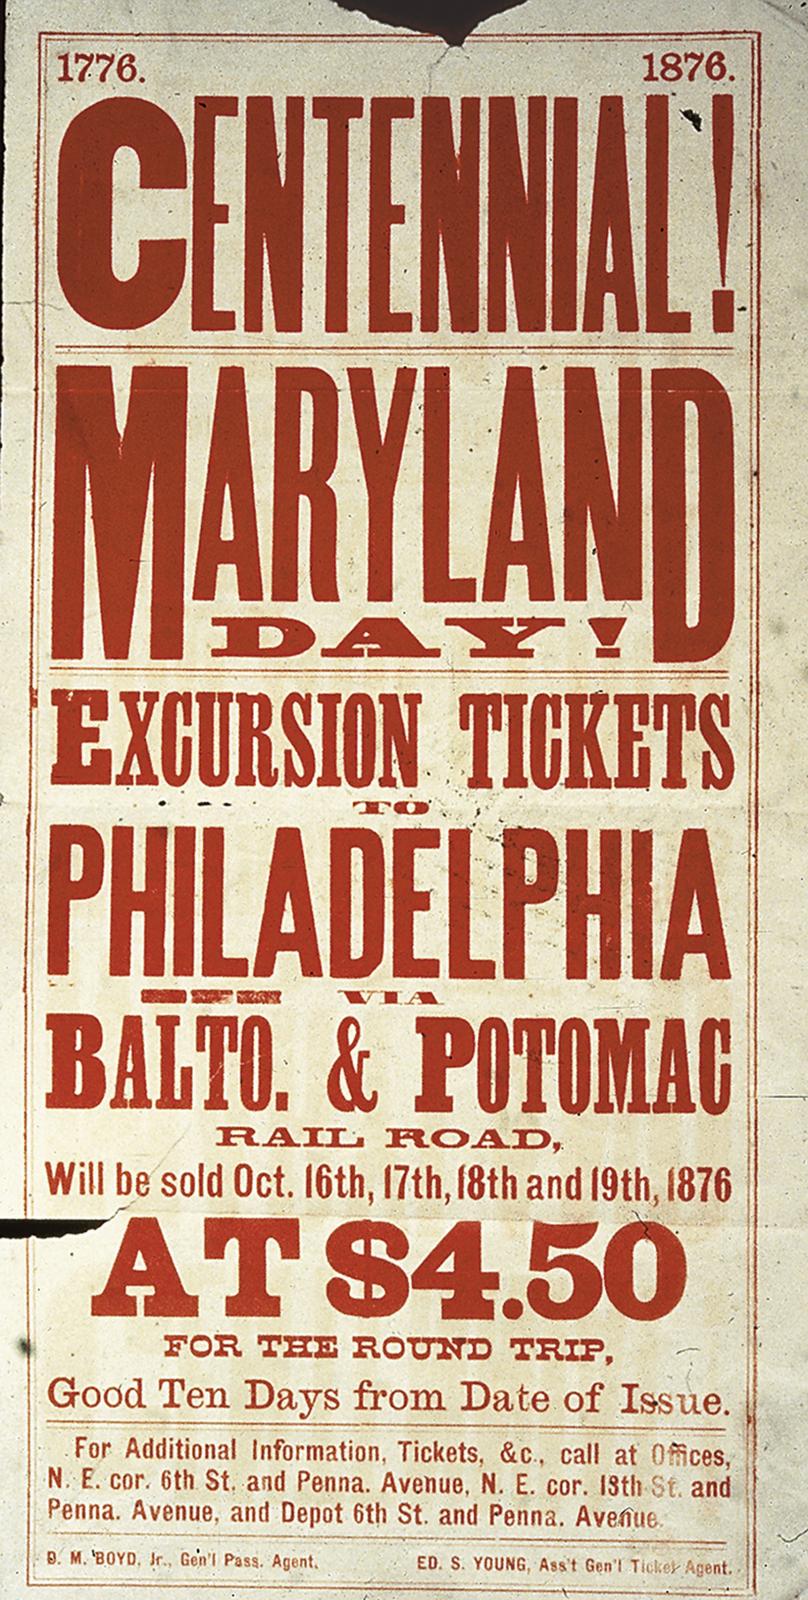 1776. 1876.
CENTENNIAL!
MARYLAND
DAY!
EXCURSION TICKETS
TO
PHILADELPHIA
VIA
BALTO. & POTOMAC
RAIL ROAD,
Will be sold Oct. 16th, 17th, 18th and 19th, 1876
AT $4.50
FOR THE ROUND TRIP,
Good Ten Days from Date of Issue.
For Additional Information, Tickets, &c., call at Offices,
N. E. cor. 6th St. and Penna. Avenue, N. E. cor. 13th St. and
Penna. Avenue, and Depot 6th St. and Penna. Avenue.
D. M. BOYD, Jr., Gen'l Pass. Agent. ED. S. YOUNG, Ass't Gen'l Ticket Agent.